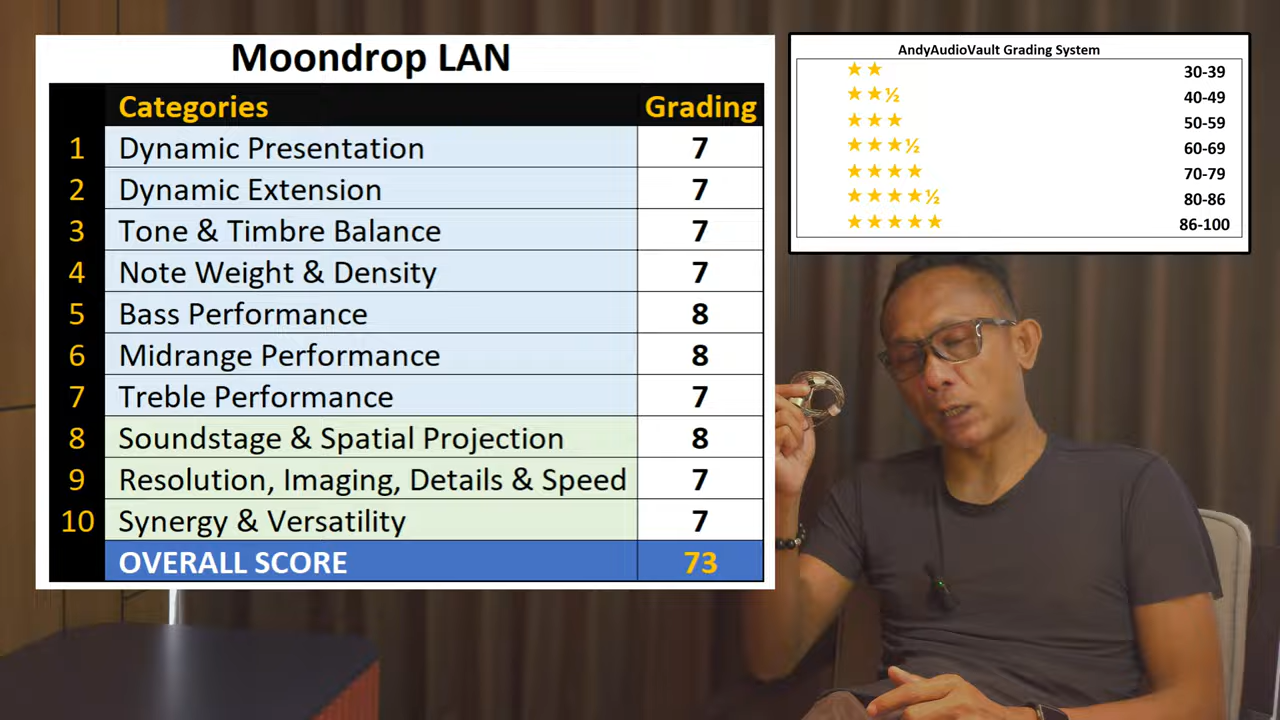 Moondrop LAN
Categories Grading
1 Dynamic Presentation 7
2 Dynamic Extension 7
3 Tone & Timbre Balance 7
4 Note Weight & Density 7
5 Bass Performance 8
6 Midrange Performance 8
7 Treble Performance 7
8 Soundstage & Spatial Projection 8
9 Resolution, Imaging, Details & Speed 7
10 Synergy & Versatility 7
OVERALL SCORE 73
AndyAudioVault Grading System
★ ★ 30-39
★ ★ ½ 40-49
★ ★ ★ 50-59
★ ★ ★ ½ 60-69
★ ★ ★ ★ 70-79
★ ★ ★ ★ ½ 80-86
★ ★ ★ ★ ★ 86-100